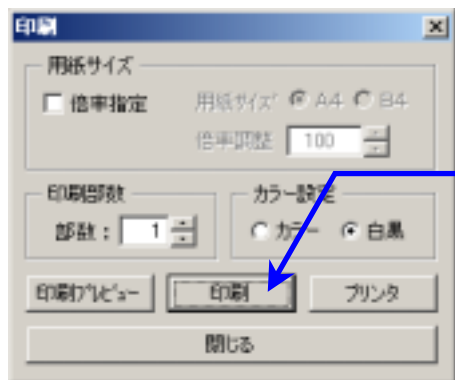 印刷
用紙サイズ
倍率指定
用紙サイズ A4 B4
倍率調整 100
印刷部数
部数： 1
カラー設定
カラー 白黒
印刷プレビュー 印刷 プリンタ
閉じる